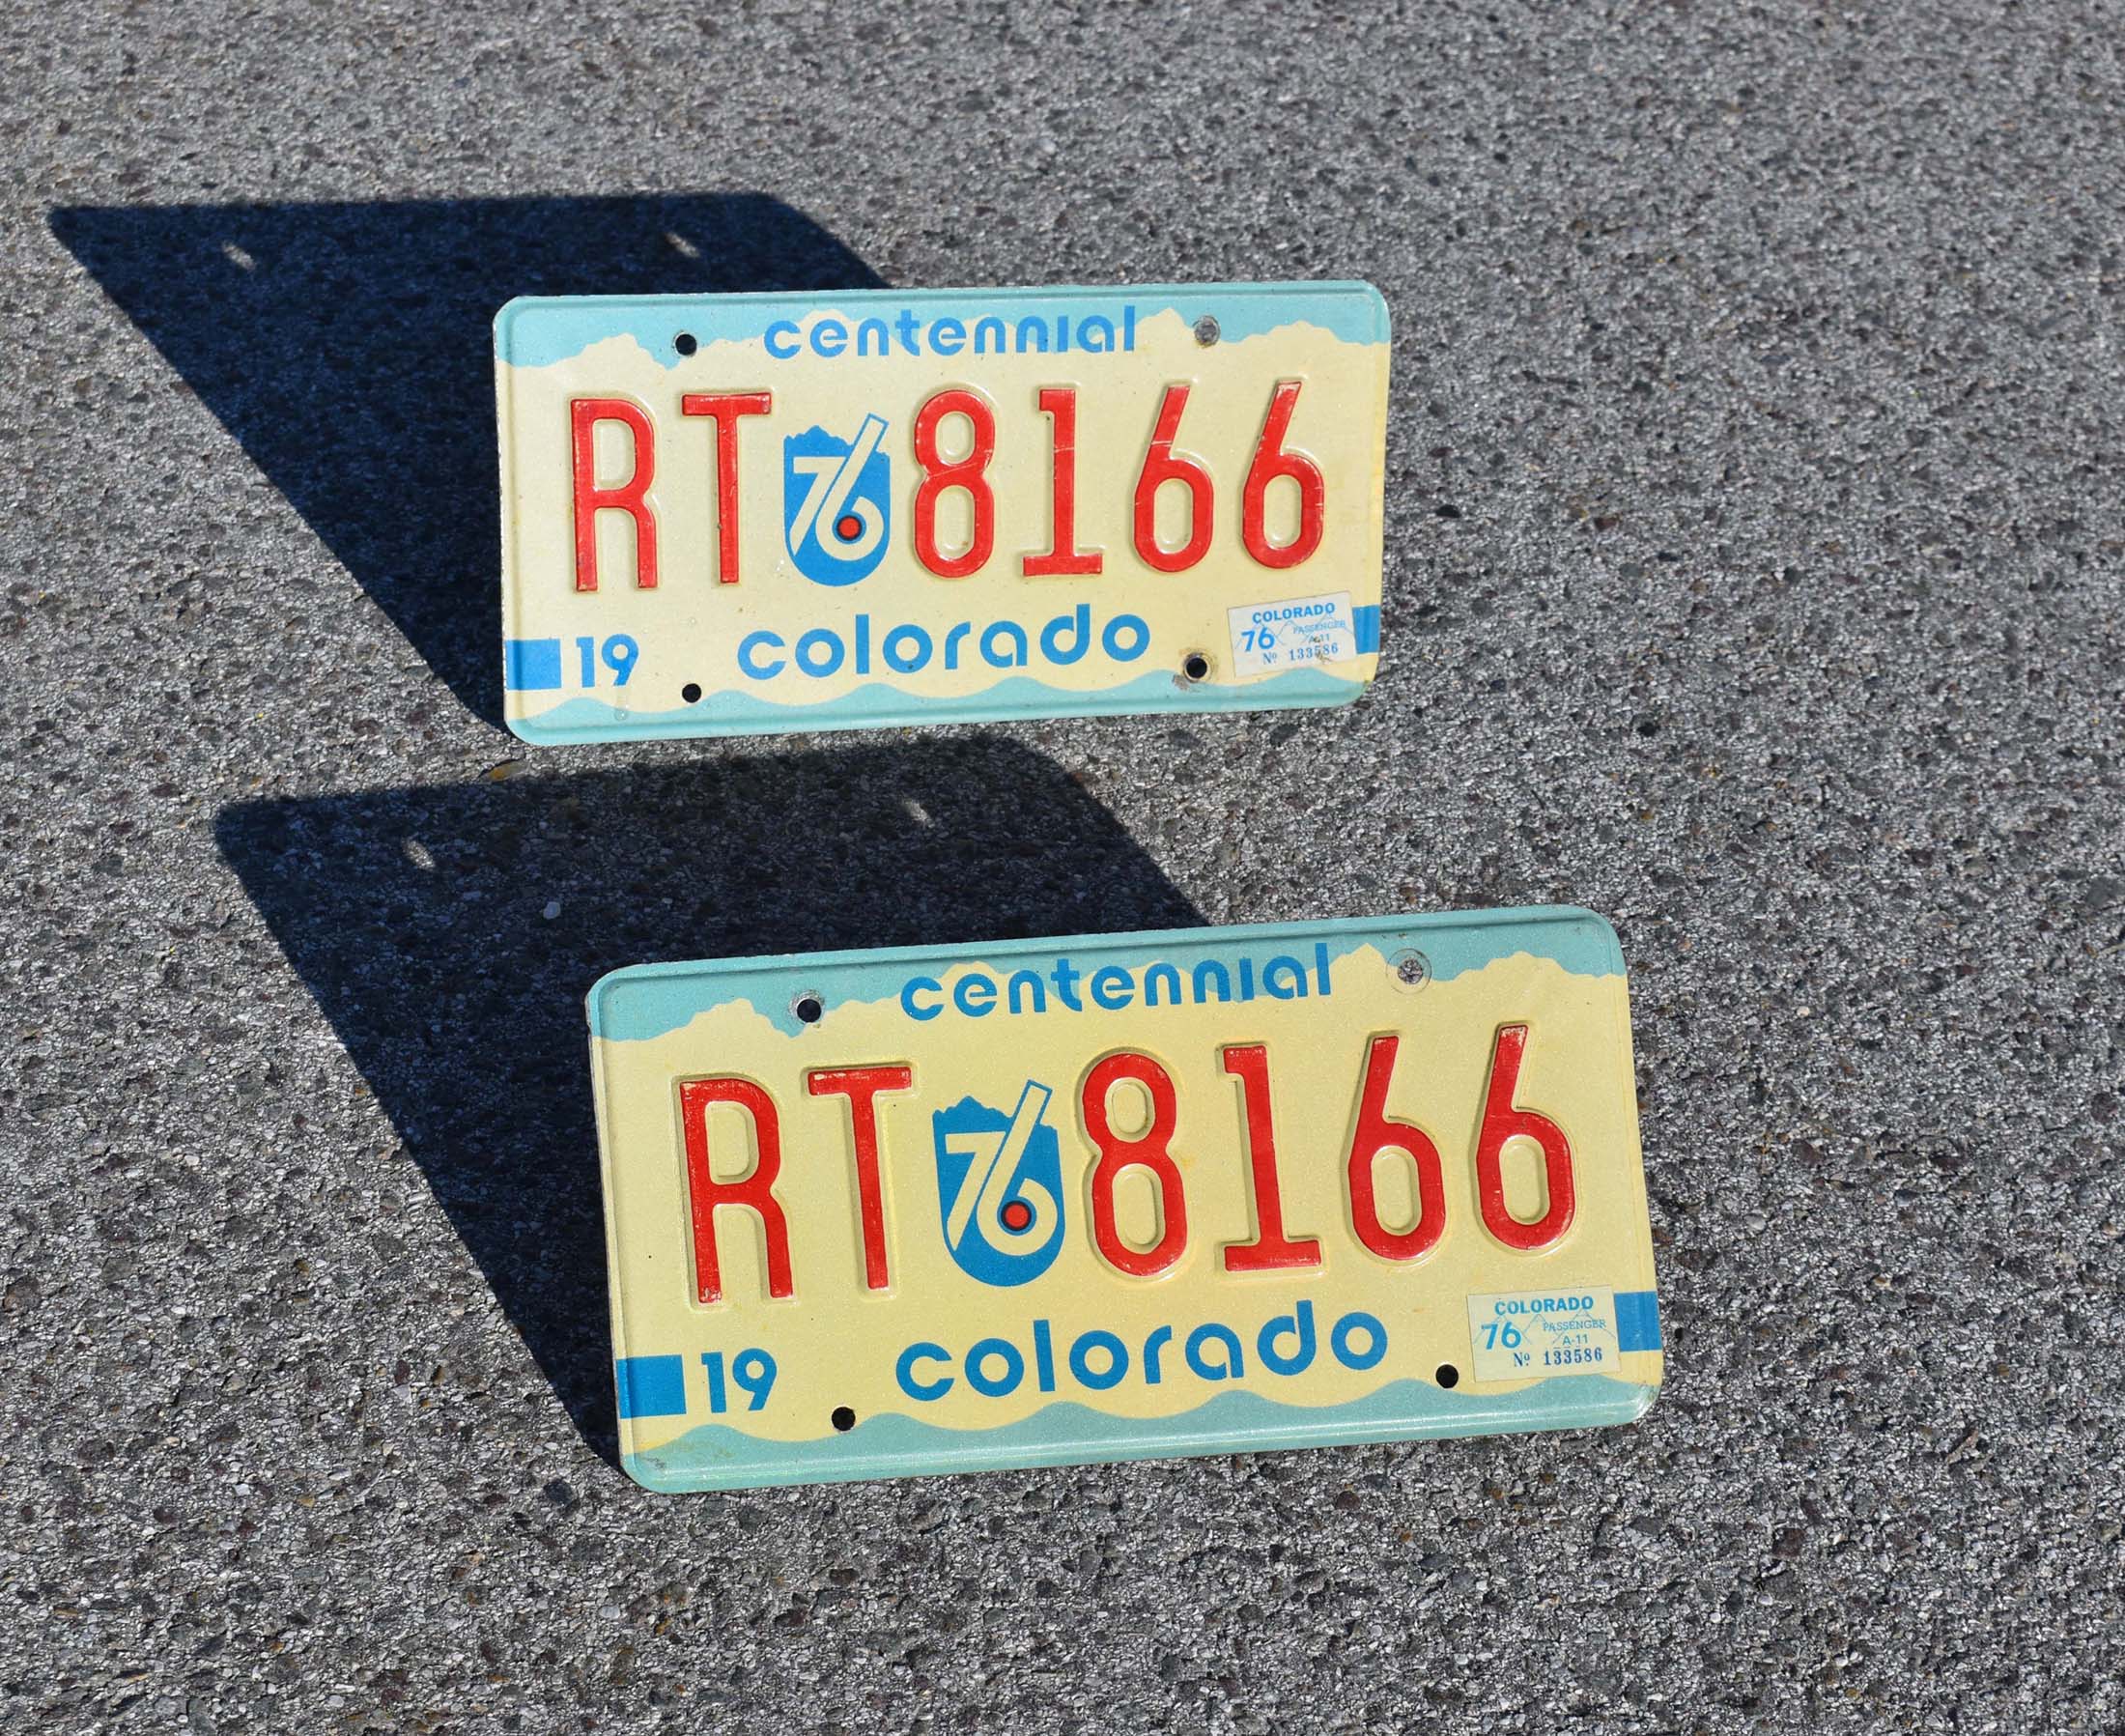 centennial
RT 76 8166
19 colorado
COLORADO
76 PASSENGER
A-11
Nº 133586
centennial
RT 76 8166
19 colorado
COLORADO
76 PASSENGER
A-11
Nº 133586